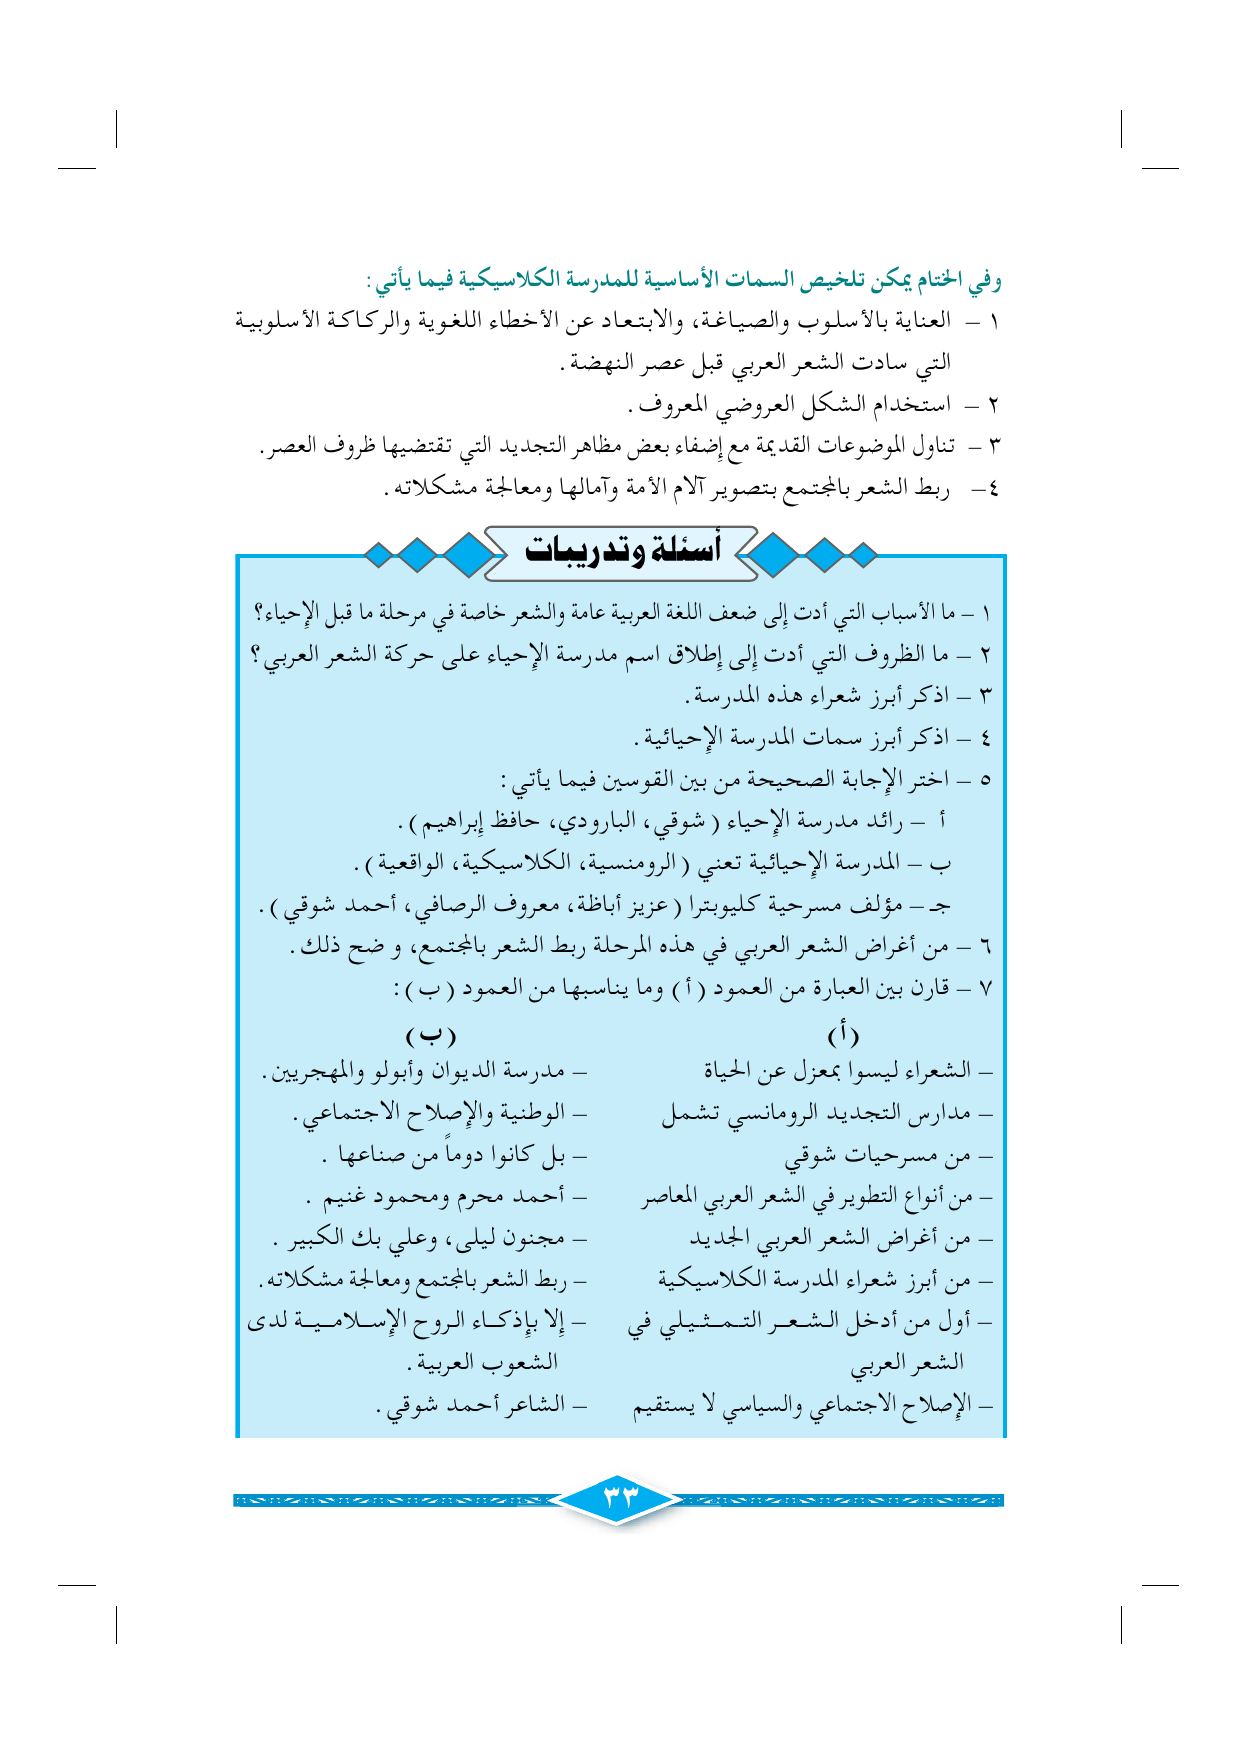 وفي الختام يمكن تلخيص السمات الأساسية للمدرسة الكلاسيكية فيما يأتي:
١ – العناية بالأسلوب والصياغة، والابتعاد عن الأخطاء اللغوية والركاكة الأسلوبية
التي سادت الشعر العربي قبل عصر النهضة.
٢ – استخدام الشكل العروضي المعروف.
٣ – تناول الموضوعات القديمة مع إضفاء بعض مظاهر التجديد التي تقتضيها ظروف العصر.
٤– ربط الشعر بالمجتمع بتصوير آلام الأمة وآمالها ومعالجة مشكلاته.
أسئلة وتدريبات
١ – ما الأسباب التي أدت إلى ضعف اللغة العربية عامة والشعر خاصة في مرحلة ما قبل الإحياء؟
٢ – ما الظروف التي أدت إلى إطلاق اسم مدرسة الإحياء على حركة الشعر العربي؟
٣ – اذكر أبرز شعراء هذه المدرسة.
٤ – اذكر أبرز سمات المدرسة الإحيائية.
٥ – اختر الإجابة الصحيحة من بين القوسين فيما يأتي:
أ – رائد مدرسة الإحياء (شوقي، البارودي، حافظ إبراهيم).
ب – المدرسة الإحيائية تعني (الرومنسية، الكلاسيكية، الواقعية).
جـ – مؤلف مسرحية كليوبترا (عزيز أباظة، معروف الرصافي، أحمد شوقي).
٦ – من أغراض الشعر العربي في هذه المرحلة ربط الشعر بالمجتمع، و ضح ذلك.
٧ – قارن بين العبارة من العمود (أ) وما يناسبها من العمود (ب):
(أ) (ب)
– الشعراء ليسوا بمعزل عن الحياة – مدرسة الديوان وأبولو والمهجريين.
– مدارس التجديد الرومانسي تشمل – الوطنية والإصلاح الاجتماعي.
– من مسرحيات شوقي – بل كانوا دوماً من صناعها .
– من أنواع التطوير في الشعر العربي المعاصر – أحمد محرم ومحمود غنيم .
– من أغراض الشعر العربي الجديد – مجنون ليلى، وعلي بك الكبير .
– من أبرز شعراء المدرسة الكلاسيكية – ربط الشعر بالمجتمع ومعالجة مشكلاته.
– أول من أدخل الشعر التمثيلي في – إلا بإذكاء الروح الإسلامية لدى
الشعر العربي الشعوب العربية.
– الإصلاح الاجتماعي والسياسي لا يستقيم – الشاعر أحمد شوقي.
٣٣